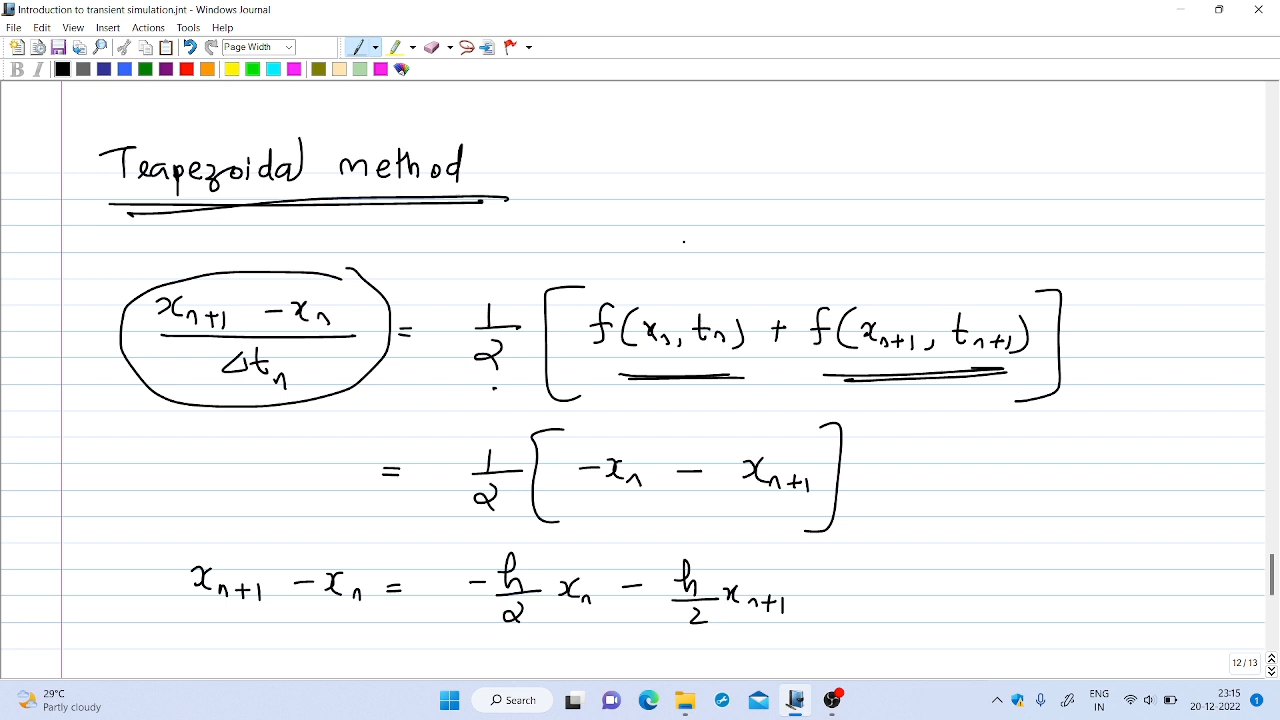 Introduction to transient simulation.jnt - Windows Journal
File Edit View Insert Actions Tools Help
Page Width
B I
Trapezoidal method
(x_{n+1} - x_n) / Δt_n = 1/2 [ f(x_n, t_n) + f(x_{n+1}, t_{n+1}) ]
= 1/2 [ -x_n - x_{n+1} ]
x_{n+1} - x_n = -h/2 x_n - h/2 x_{n+1}
12 / 13
29°C
Partly cloudy
Search
ENG
IN
23:15
20-12-2022
1